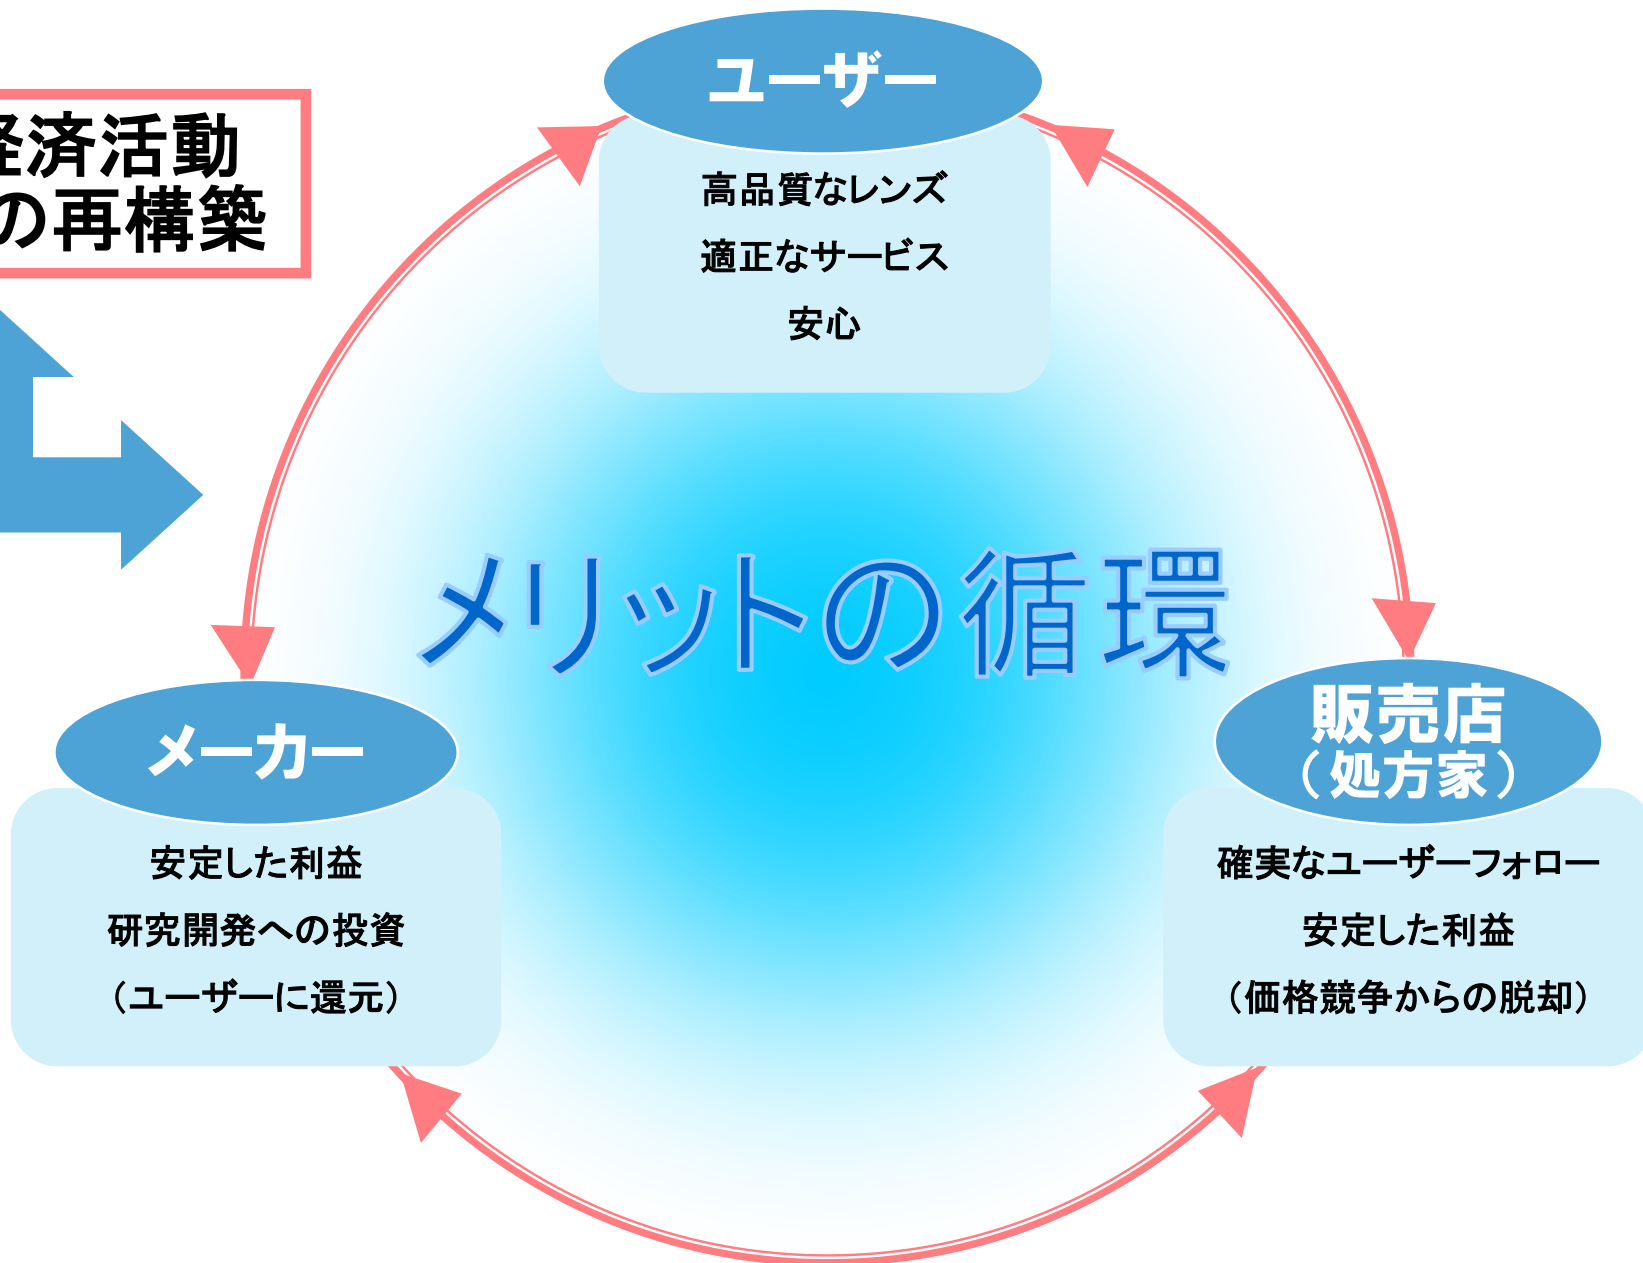 ユーザー
経済活動
の再構築
高品質なレンズ
適正なサービス
安心
メリットの循環
メーカー
安定した利益
研究開発への投資
（ユーザーに還元）
販売店
（処方家）
確実なユーザーフォロー
安定した利益
（価格競争からの脱却）